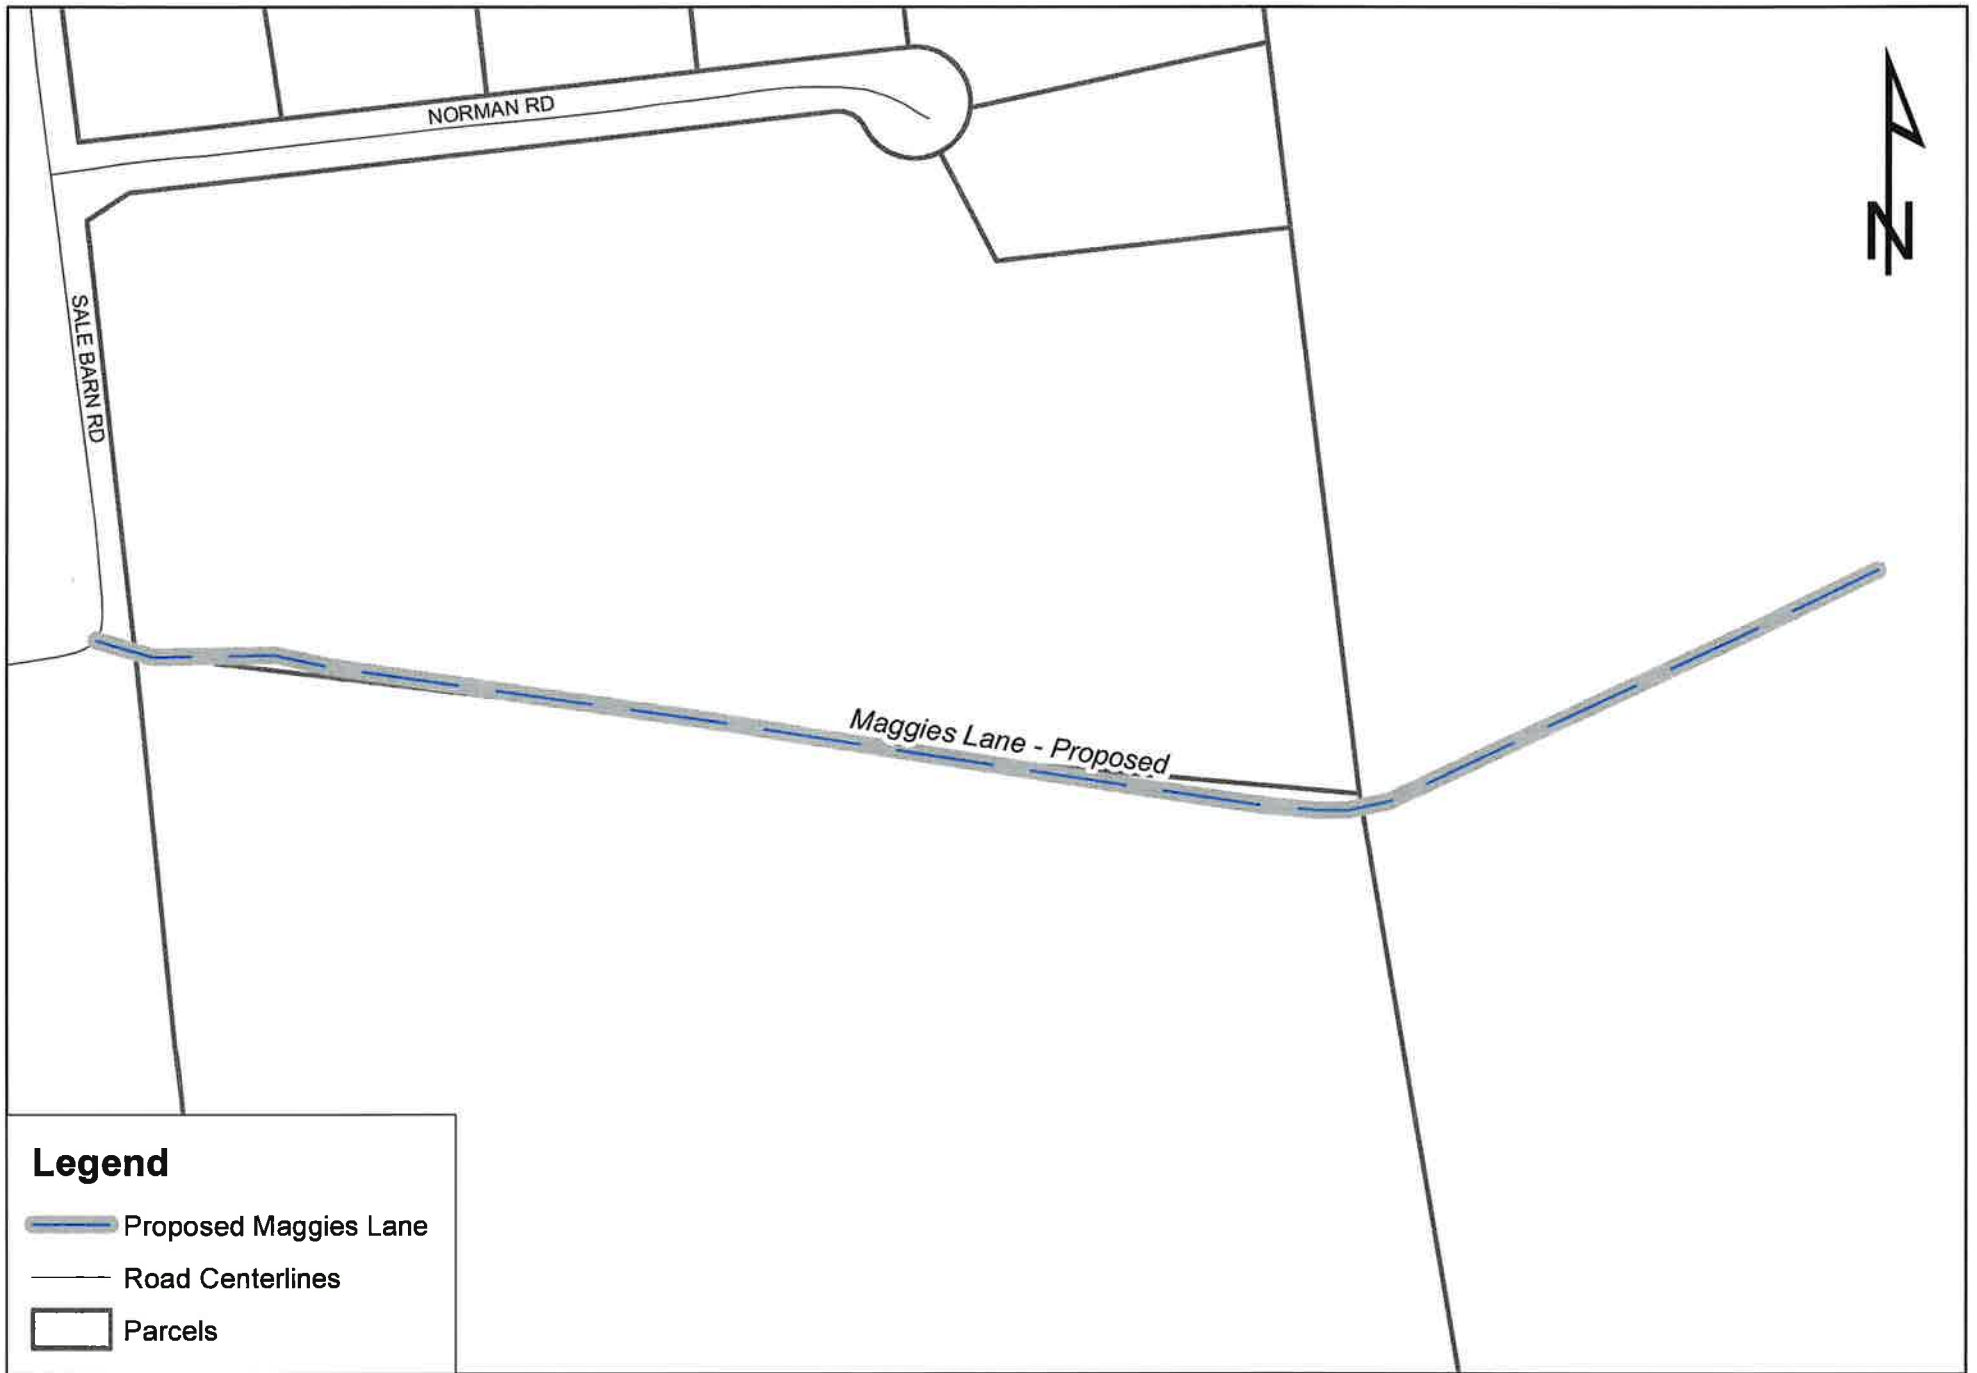 NORMAN RD
N
SALE BARN RD
Maggies Lane - Proposed
Legend
Proposed Maggies Lane
Road Centerlines
Parcels